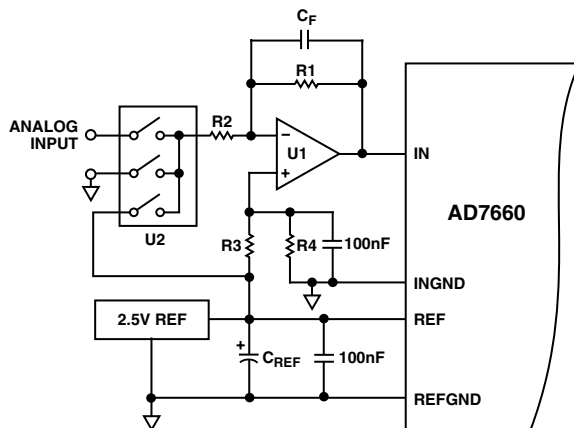 CF
R1
R2
ANALOG
INPUT
−
U1
+
IN
AD7660
U2
R3
R4
100nF
INGND
2.5V REF
REF
+
CREF
100nF
REFGND